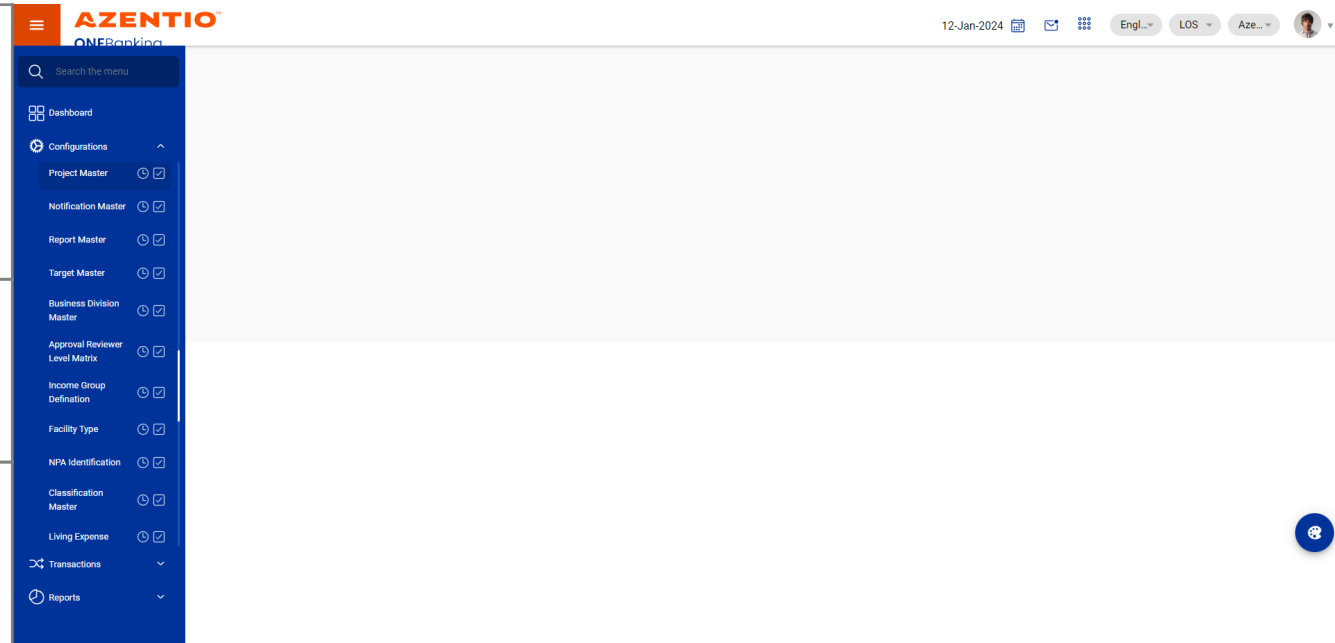 AZENTIO™
ONEBanking
12-Jan-2024
Engl...
LOS
Aze...
Search the menu
Dashboard
Configurations
Project Master
Notification Master
Report Master
Target Master
Business Division
Master
Approval Reviewer
Level Matrix
Income Group
Defination
Facility Type
NPA Identification
Classification
Master
Living Expense
Transactions
Reports